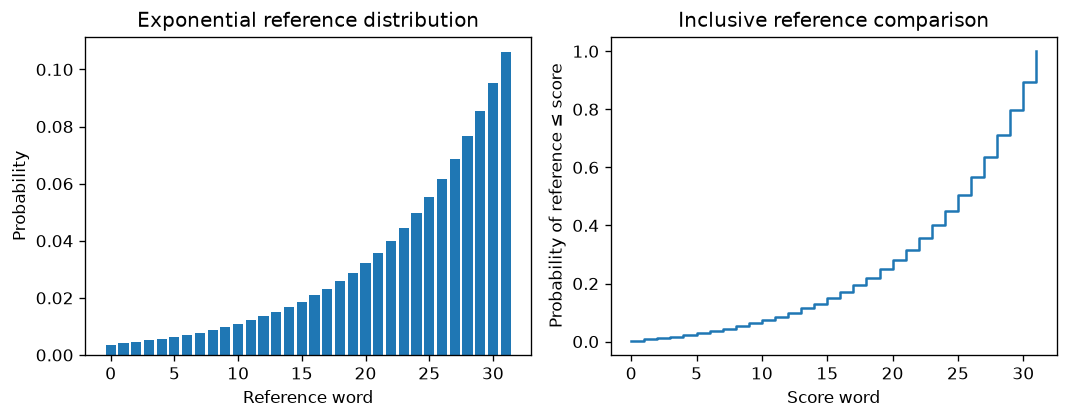 Exponential reference distribution
Probability
0.10
0.08
0.06
0.04
0.02
0.00
0 5 10 15 20 25 30
Reference word
Inclusive reference comparison
Probability of reference ≤ score
1.0
0.8
0.6
0.4
0.2
0.0
0 5 10 15 20 25 30
Score word